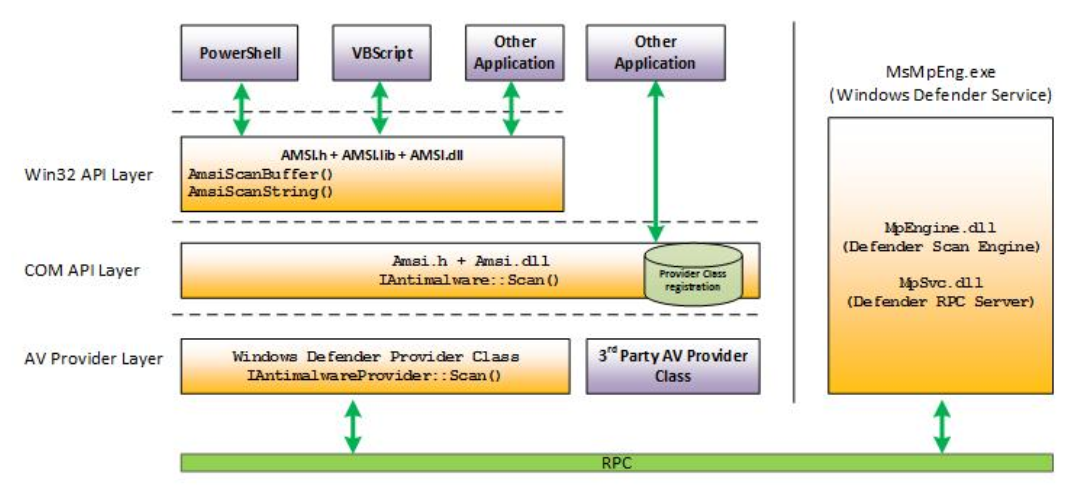 PowerShell
VBScript
Other
Application
Other
Application
MsMpEng.exe
(Windows Defender Service)
Win32 API Layer
AMSI.h + AMSI.lib + AMSI.dll
AmsiScanBuffer()
AmsiScanString()
COM API Layer
Amsi.h + Amsi.dll
IAntimalware::Scan()
Provider Class
registration
MpEngine.dll
(Defender Scan Engine)
MpSvc.dll
(Defender RPC Server)
AV Provider Layer
Windows Defender Provider Class
IAntimalwareProvider::Scan()
3rd Party AV Provider
Class
RPC